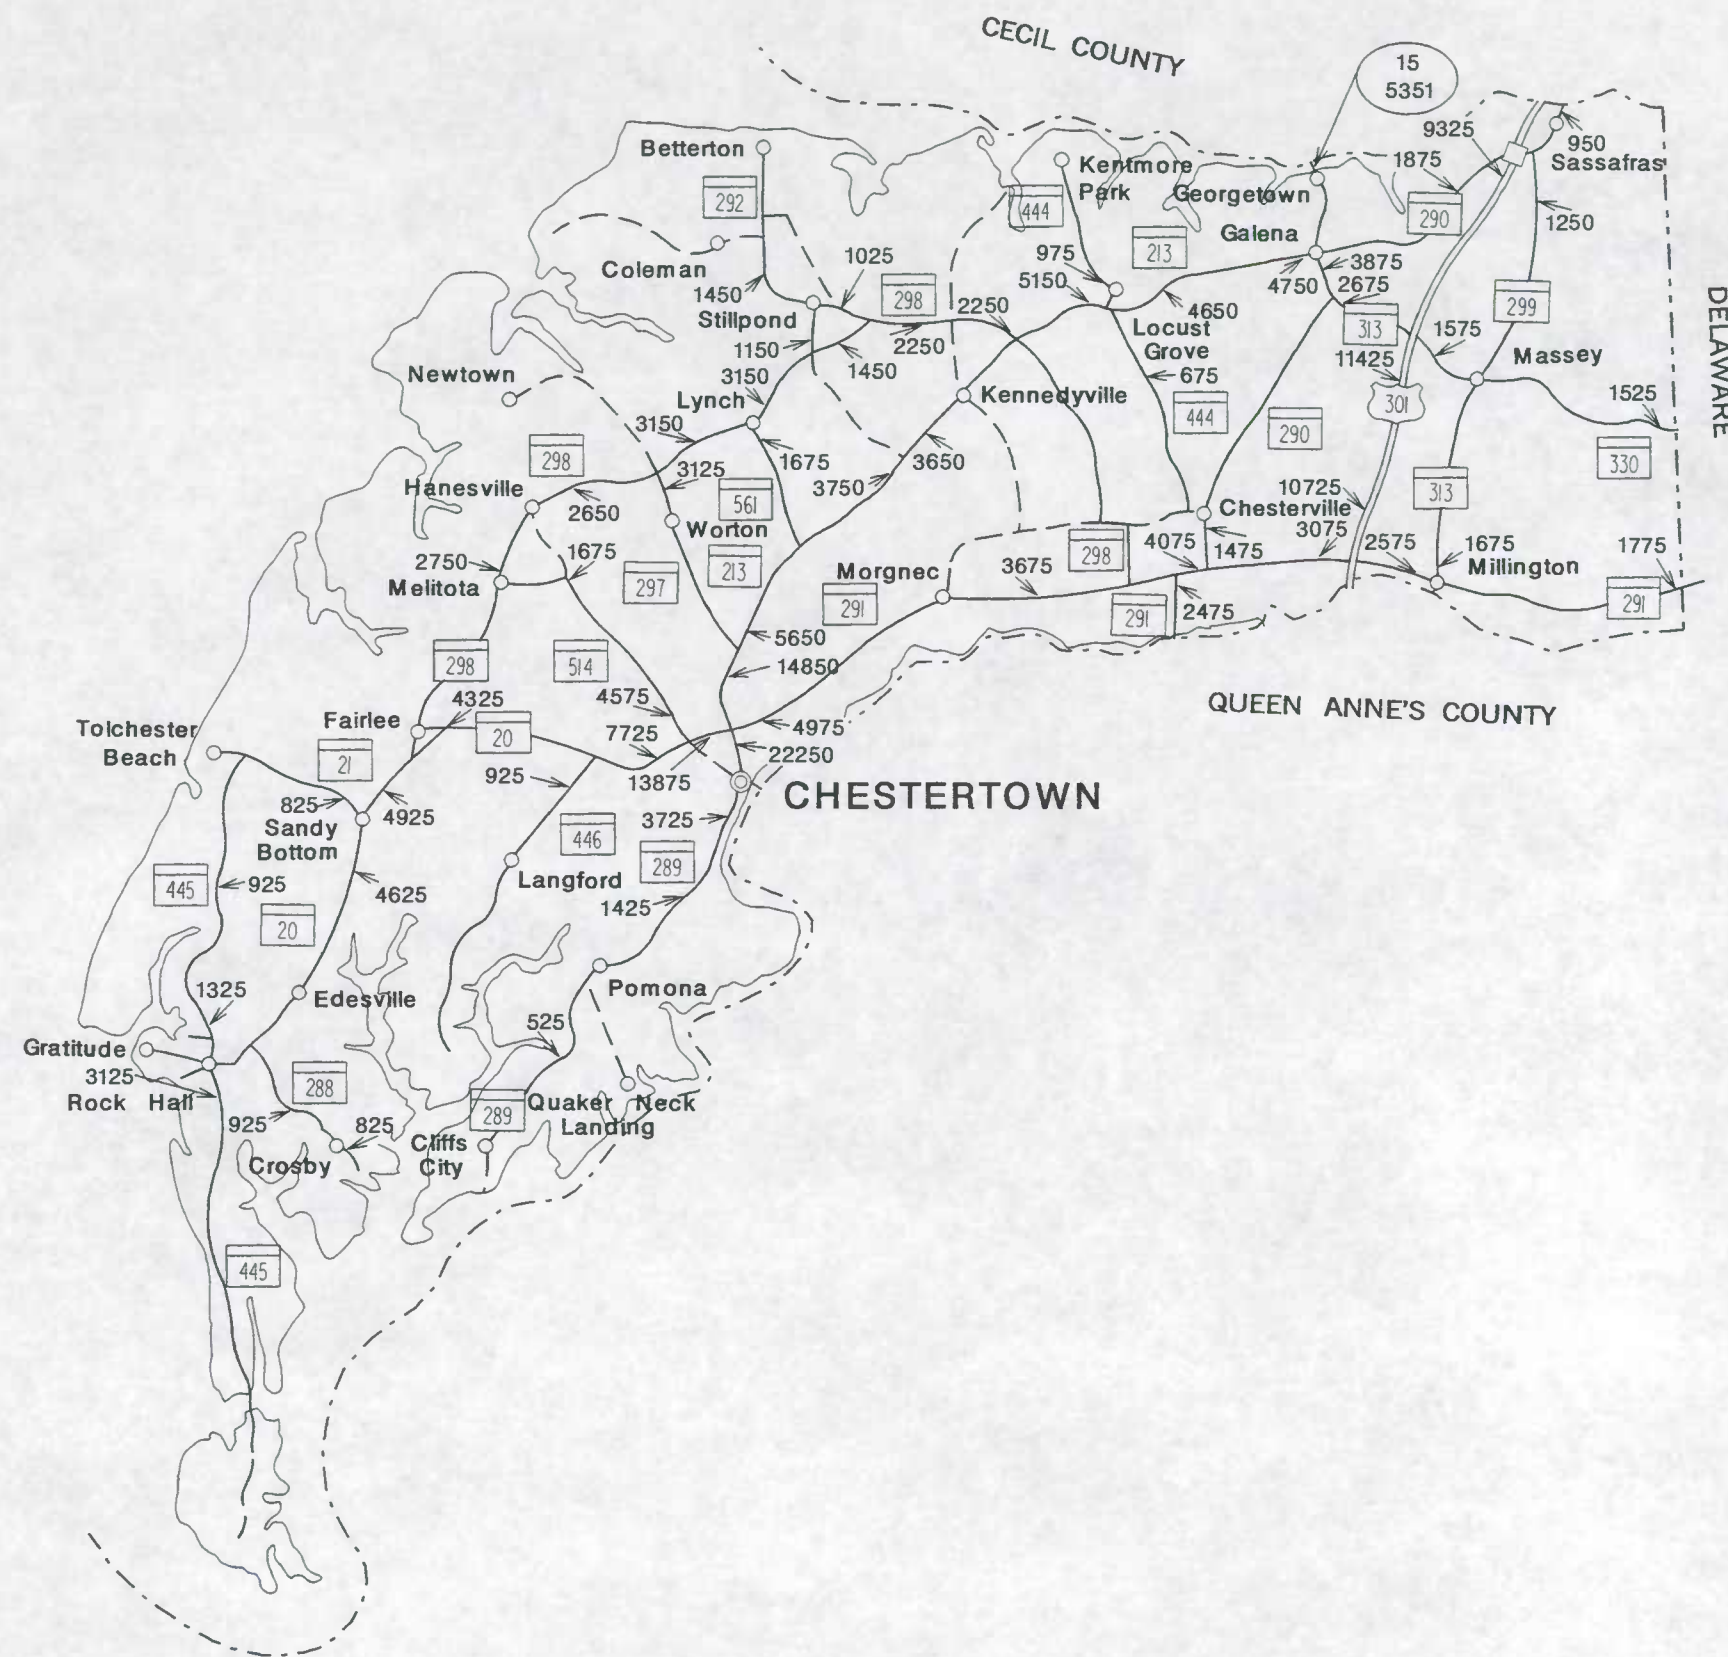 CECIL COUNTY
15
5351
9325
950
Betterton
Kentmore
Park
1875
Sassafras
292
444
Georgetown
290
1250
Galena
213
Coleman
1025
975
3875
1450
298
5150
4750
2675
299
DELAWARE
Stillpond
2250
4650
313
1575
1150
2250
Locust
Grove
11425
Massey
Newtown
3150
1450
675
Lynch
Kennedyville
301
1525
3150
444
290
298
3125
1675
3650
330
Hanesville
3750
10725
313
2650
561
Chesterville
Worton
3075
2750
1675
213
298
4075
1475
2575
1675
1775
Melitota
297
Morgnec
3675
Millington
291
291
2475
291
5650
298
514
14850
4575
4325
QUEEN ANNE'S COUNTY
Tolchester
Beach
Fairlee
20
7725
4975
21
925
13875
22250
CHESTERTOWN
825
4925
3725
Sandy
Bottom
446
289
445
925
4625
Langford
1425
20
1325
Edesville
Pomona
525
Gratitude
3125
288
Rock Hall
289
Quaker Neck
Landing
925
825
Crosby
Cliffs
City
445